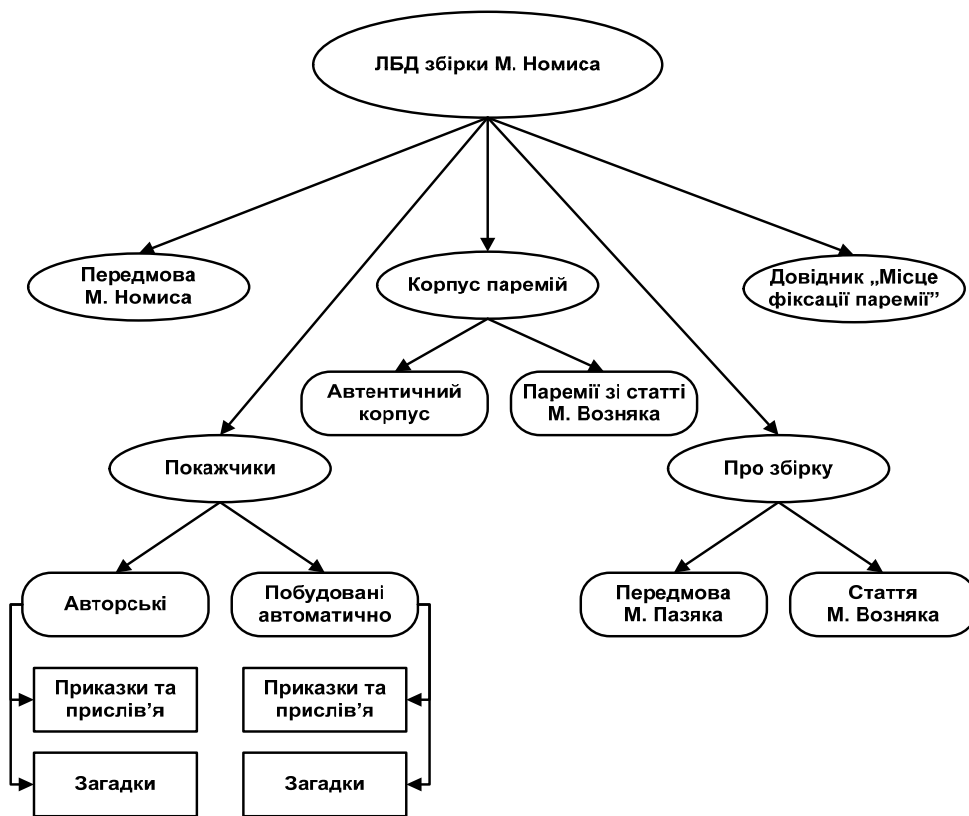 ЛБД збірки М. Номиса
Передмова
М. Номиса
Корпус паремій
Довідник „Місце
фіксації паремії”
Автентичний
корпус
Паремії зі статті
М. Возняка
Покажчики
Про збірку
Авторські
Побудовані
автоматично
Передмова
М. Пазяка
Стаття
М. Возняка
Приказки та
прислів’я
Приказки та
прислів’я
Загадки
Загадки